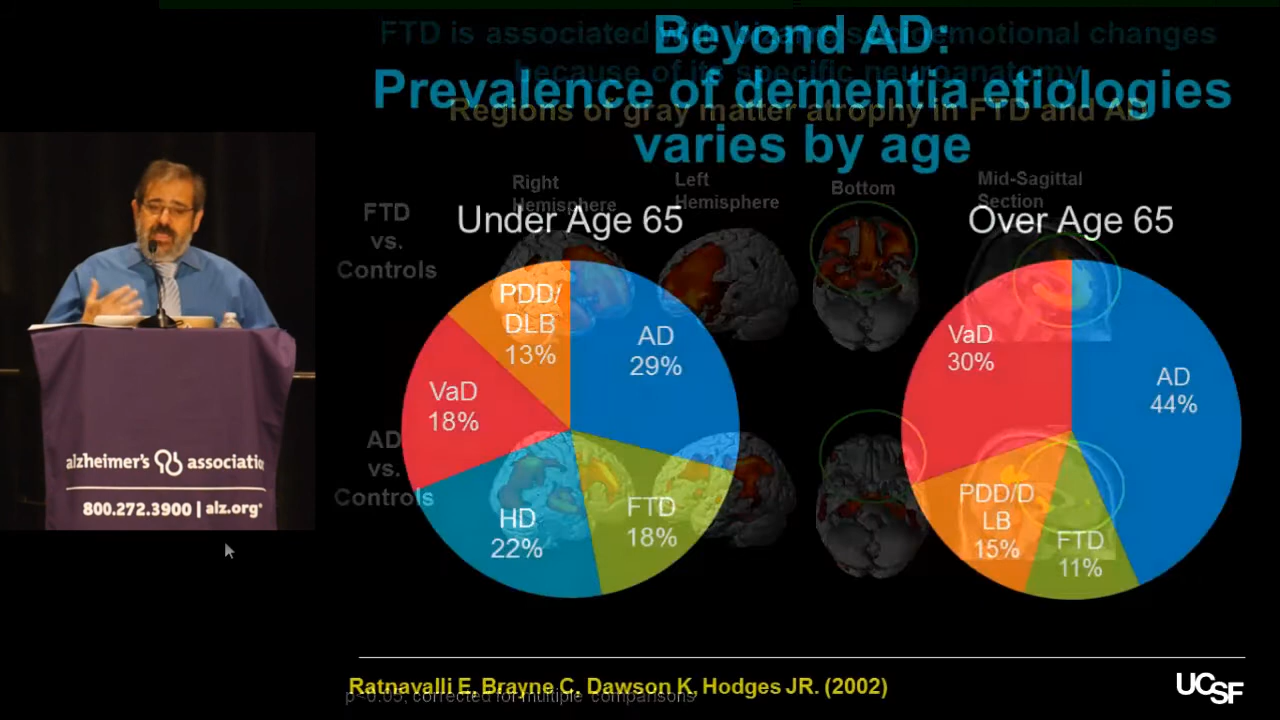 FTD is associated with bizarre socioemotional changes
because of its specific neuroanatomy
Regions of gray matter atrophy in FTD and AD
Beyond AD:
Prevalence of dementia etiologies
varies by age
Right
Hemisphere
Left
Hemisphere
Bottom
Mid-Sagittal
Section
FTD
vs.
Controls
AD
vs.
Controls
Under Age 65
PDD/
DLB
13%
AD
29%
VaD
18%
HD
22%
FTD
18%
Over Age 65
VaD
30%
AD
44%
PDD/D
LB
15%
FTD
11%
alzheimer's association
800.272.3900 | alz.org®
Ratnavalli E, Brayne C, Dawson K, Hodges JR. (2002)
p<0.05, corrected for multiple comparisons
UCSF